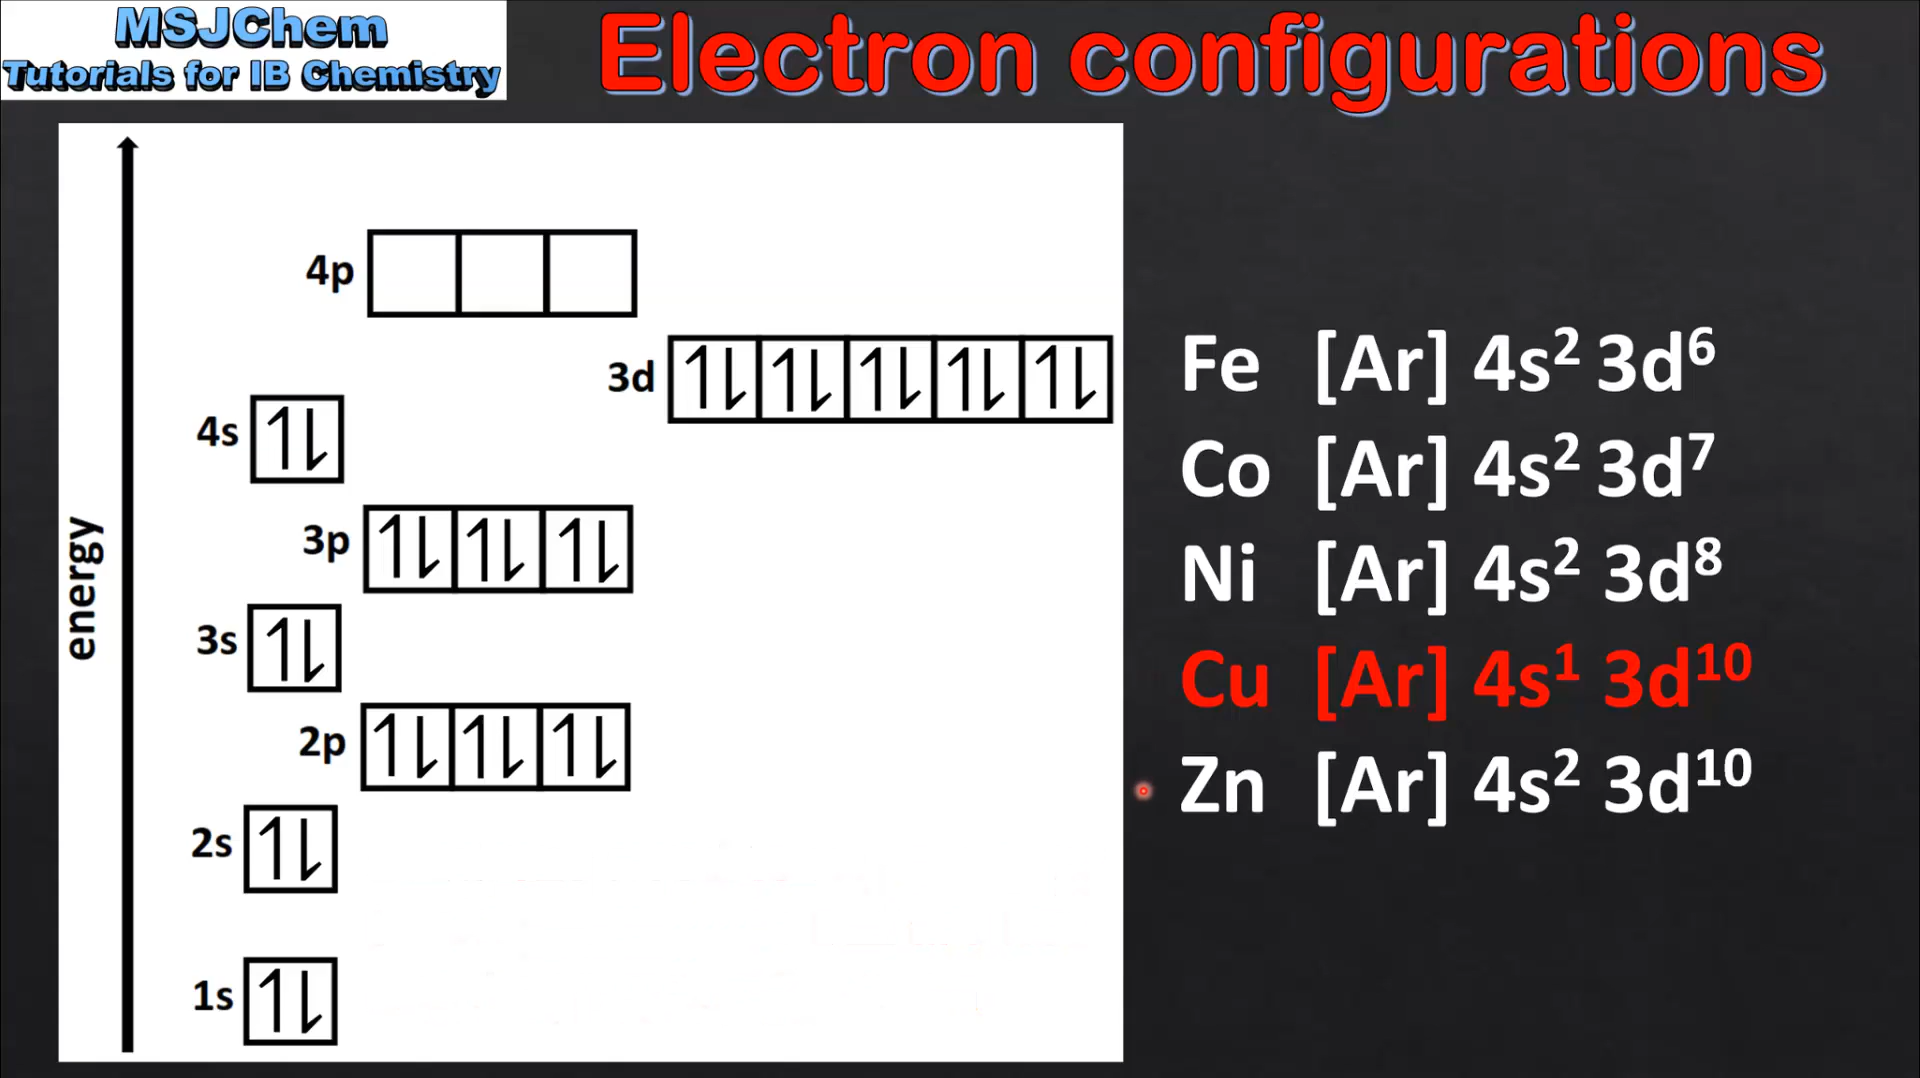 MSJChem
Tutorials for IB Chemistry
Electron configurations
energy
4p
3d
4s
3p
3s
2p
2s
1s
Fe [Ar] 4s² 3d⁶
Co [Ar] 4s² 3d⁷
Ni [Ar] 4s² 3d⁸
Cu [Ar] 4s¹ 3d¹⁰
Zn [Ar] 4s² 3d¹⁰